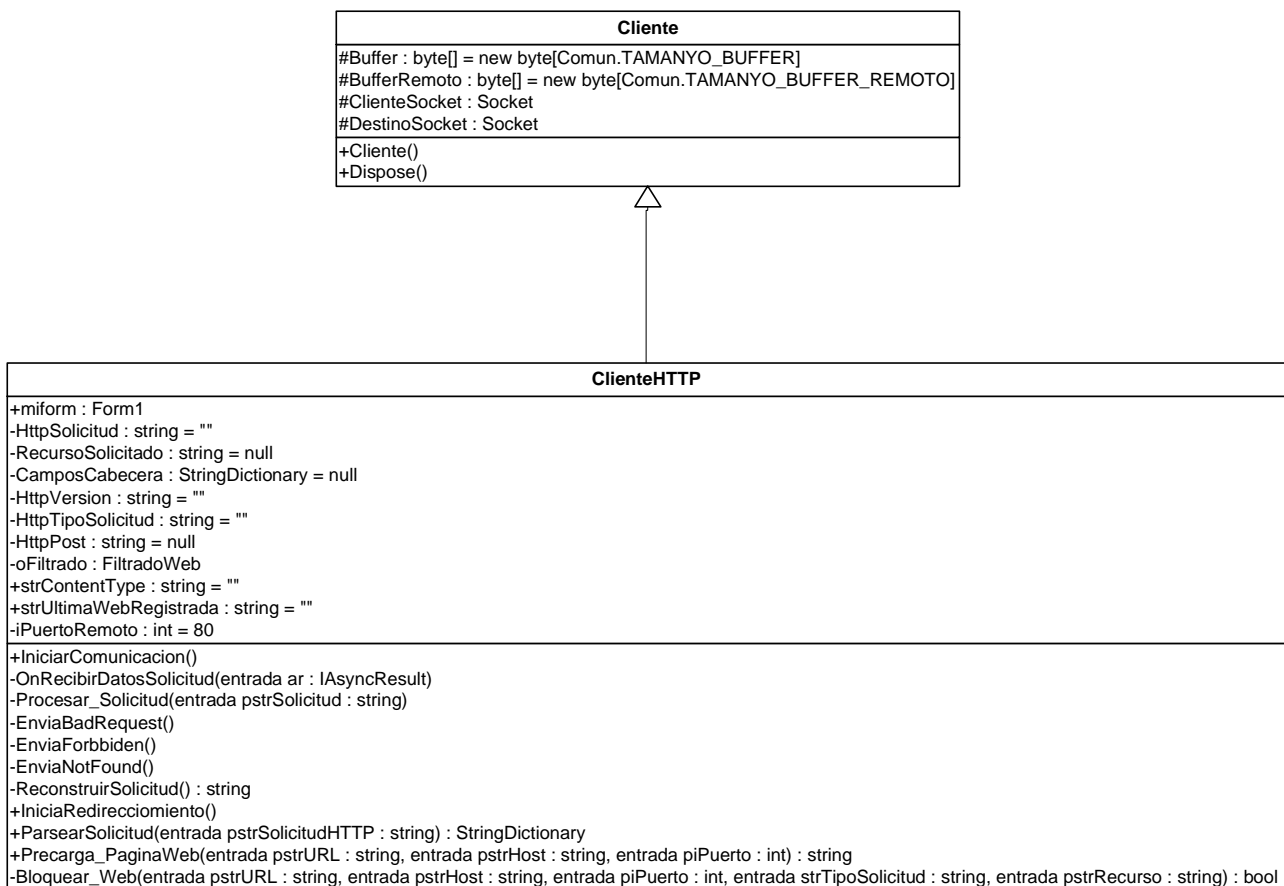 Cliente
#Buffer : byte[] = new byte[Comun.TAMANYO_BUFFER]
#BufferRemoto : byte[] = new byte[Comun.TAMANYO_BUFFER_REMOTO]
#ClienteSocket : Socket
#DestinoSocket : Socket
+Cliente()
+Dispose()
ClienteHTTP
+miform : Form1
-HttpSolicitud : string = ""
-RecursoSolicitado : string = null
-CamposCabecera : StringDictionary = null
-HttpVersion : string = ""
-HttpTipoSolicitud : string = ""
-HttpPost : string = null
-oFiltrado : FiltradoWeb
+strContentType : string = ""
+strUltimaWebRegistrada : string = ""
-iPuertoRemoto : int = 80
+IniciarComunicacion()
-OnRecibirDatosSolicitud(entrada ar : IAsyncResult)
-Procesar_Solicitud(entrada pstrSolicitud : string)
-EnviaBadRequest()
-EnviaForbbiden()
-EnviaNotFound()
-ReconstruirSolicitud() : string
+IniciaRedirecciomiento()
+ParsearSolicitud(entrada pstrSolicitudHTTP : string) : StringDictionary
+Precarga_PaginaWeb(entrada pstrURL : string, entrada pstrHost : string, entrada piPuerto : int) : string
-Bloquear_Web(entrada pstrURL : string, entrada pstrHost : string, entrada piPuerto : int, entrada strTipoSolicitud : string, entrada pstrRecurso : string) : bool